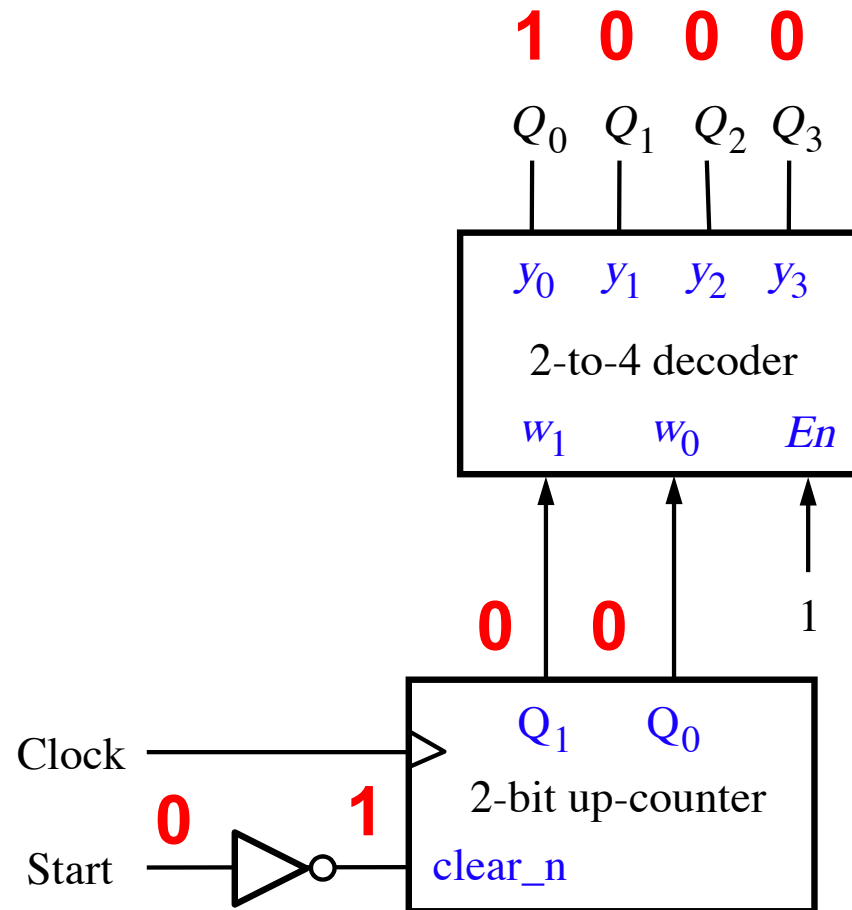 1 0 0 0
Q0 Q1 Q2 Q3
y0 y1 y2 y3
2-to-4 decoder
w1 w0 En
0 0 1
Q1 Q0
Clock
2-bit up-counter
0 1
Start clear_n